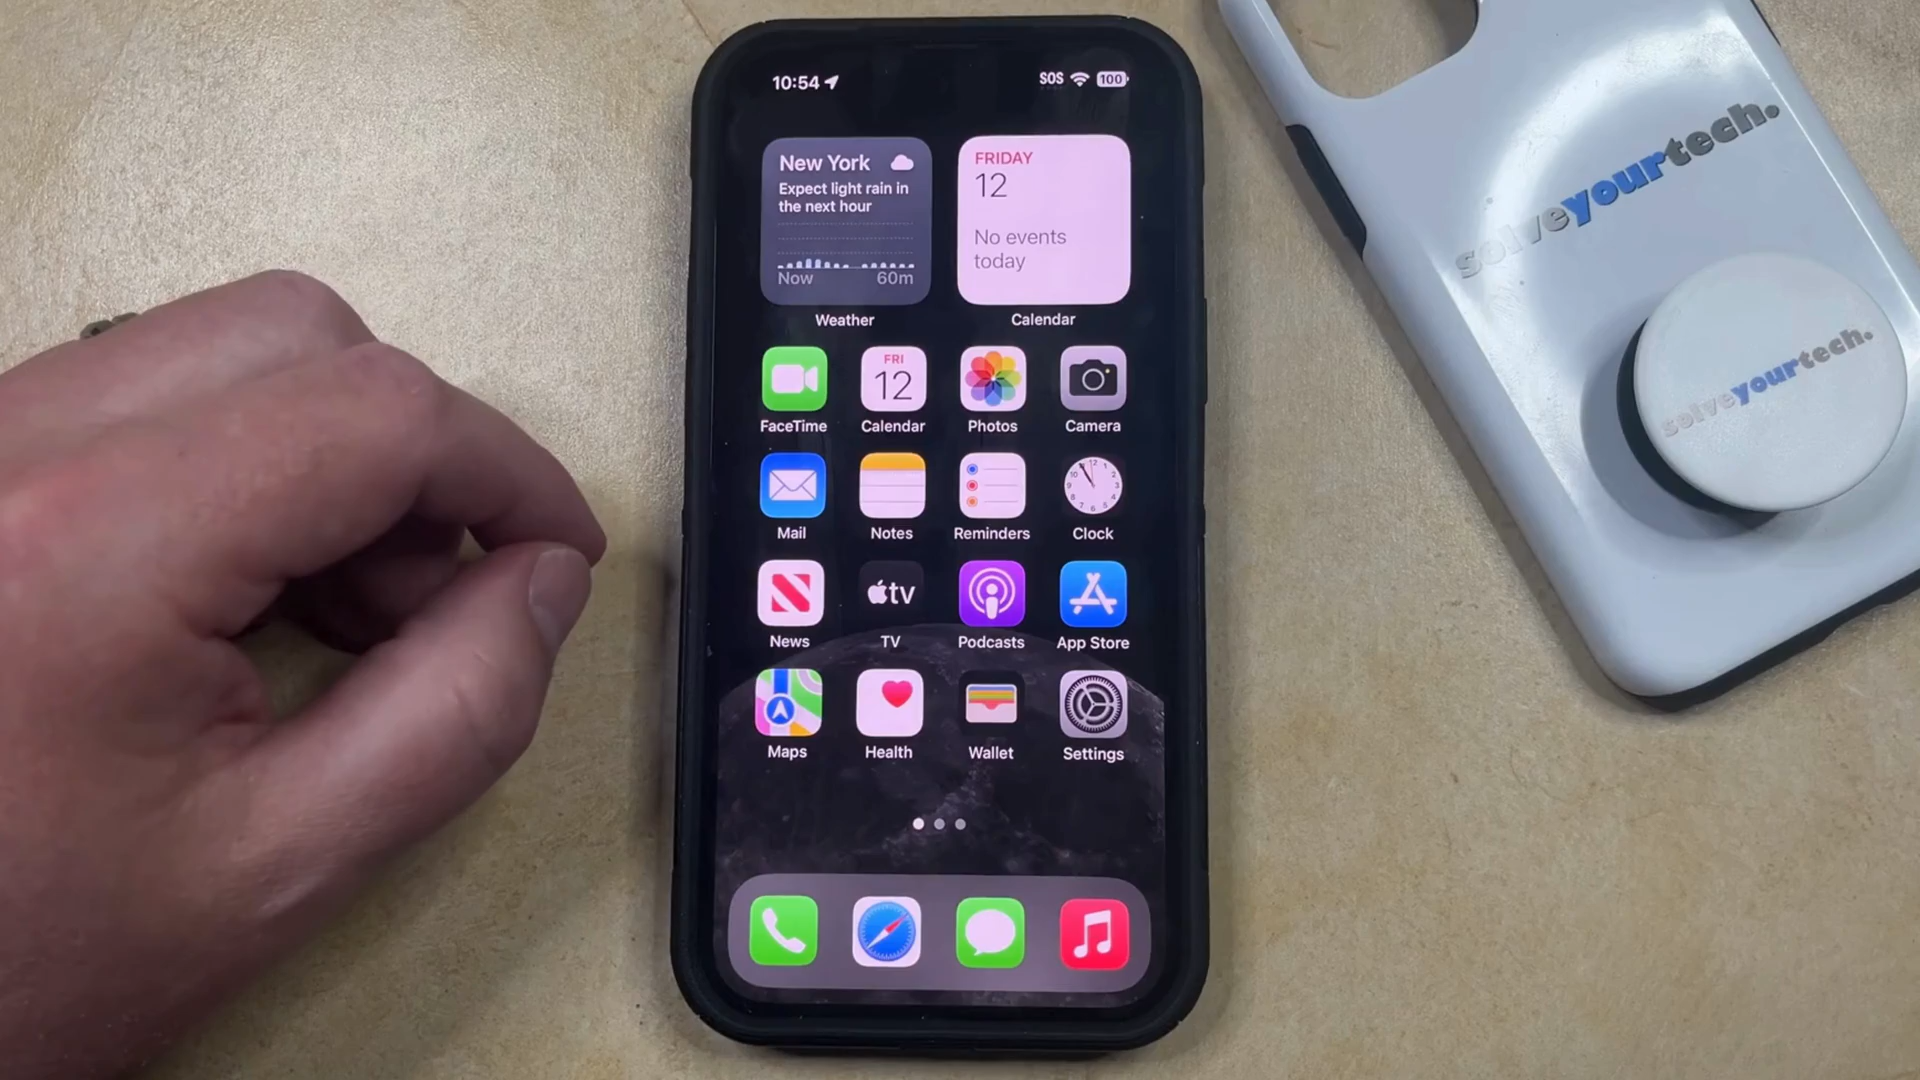 10:54
SOS
100
New York
Expect light rain in
the next hour
Now
60m
Weather
FRIDAY
12
No events
today
Calendar
FaceTime
FRI
12
Calendar
Photos
Camera
Mail
Notes
Reminders
Clock
News
tv
TV
Podcasts
App Store
Maps
Health
Wallet
Settings
solveyourtech.
solveyourtech.